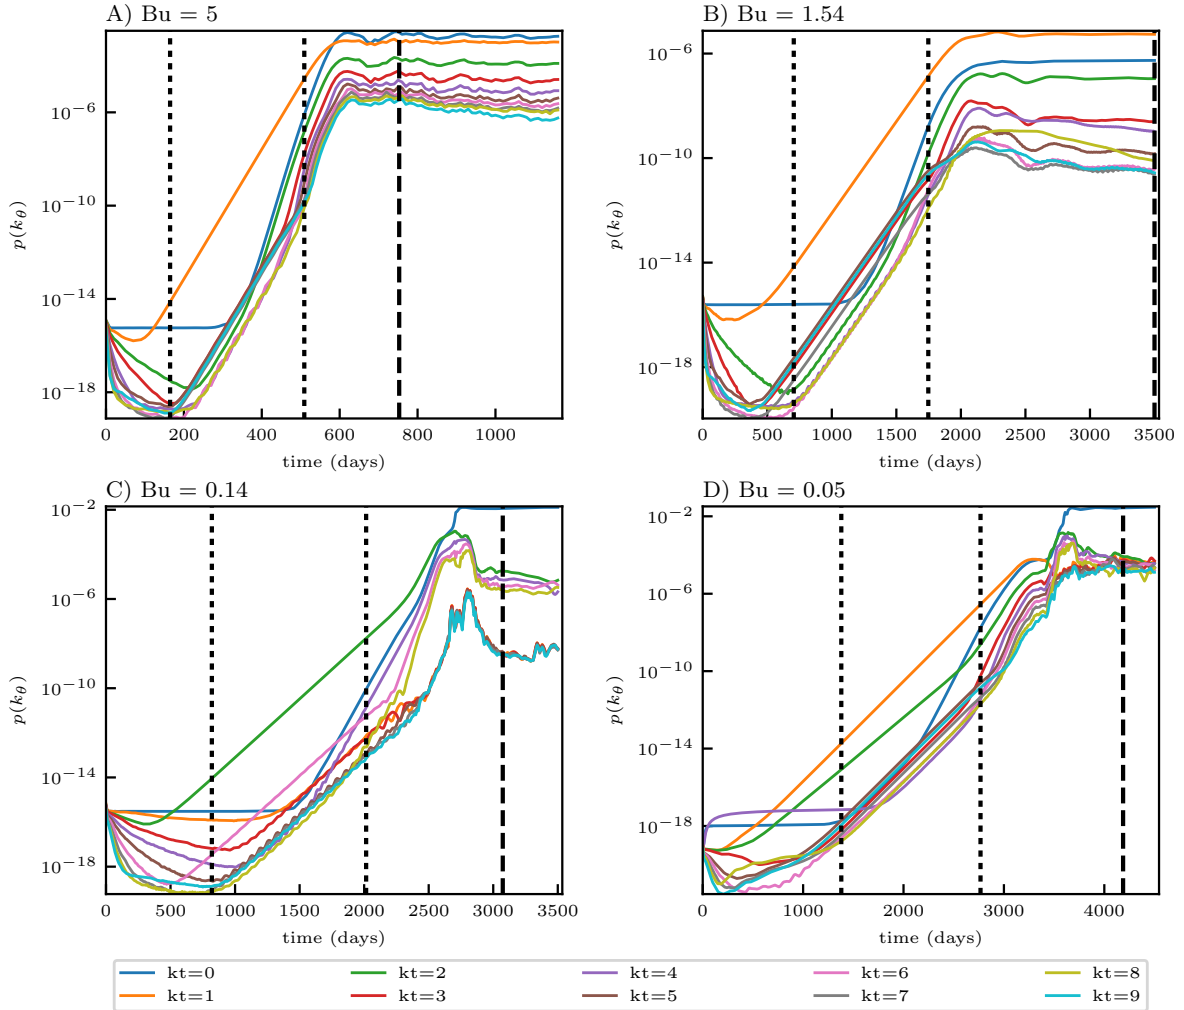 A) Bu = 5
B) Bu = 1.54
p(k_θ)
10^−6
10^−10
10^−14
10^−18
0 200 400 600 800 1000
time (days)
p(k_θ)
10^−6
10^−10
10^−14
10^−18
0 500 1000 1500 2000 2500 3000 3500
time (days)
C) Bu = 0.14
D) Bu = 0.05
p(k_θ)
10^−2
10^−6
10^−10
10^−14
10^−18
0 500 1000 1500 2000 2500 3000 3500
time (days)
p(k_θ)
10^−2
10^−6
10^−10
10^−14
10^−18
0 1000 2000 3000 4000
time (days)
kt=0 kt=2 kt=4 kt=6 kt=8
kt=1 kt=3 kt=5 kt=7 kt=9